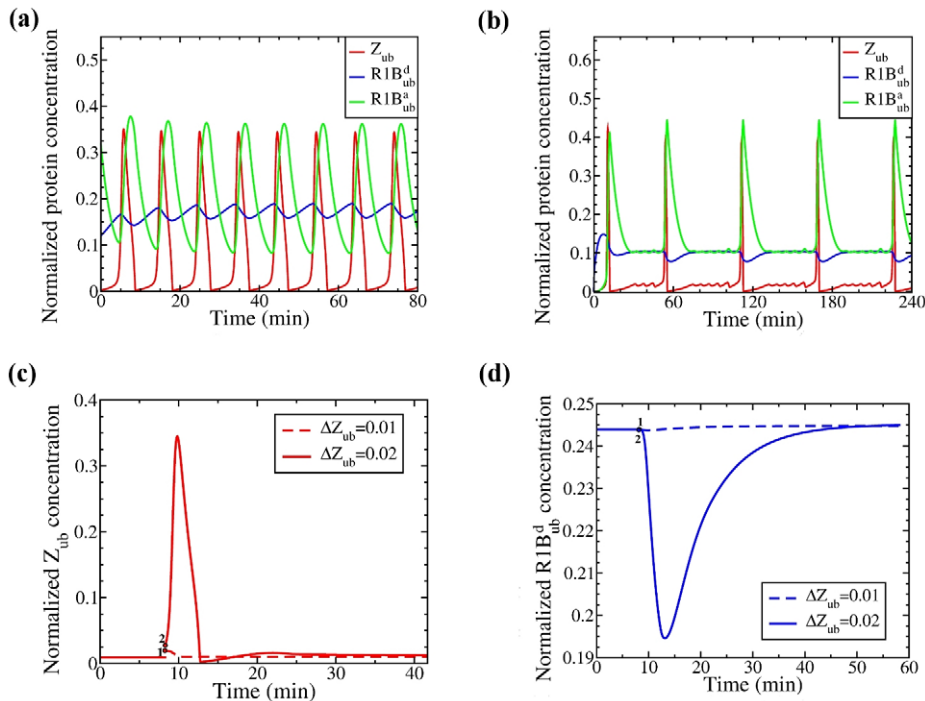 (a)
Normalized protein concentration
0.5
0.4
0.3
0.2
0.1
0
0
20
40
60
80
Time (min)
Z_ub
R1B^d_ub
R1B^a_ub
(b)
Normalized protein concentration
0.6
0.5
0.4
0.3
0.2
0.1
0
0
60
120
180
240
Time (min)
Z_ub
R1B^d_ub
R1B^a_ub
(c)
Normalized Z_ub concentration
0.4
0.3
0.2
0.1
0
0
10
20
30
40
Time (min)
ΔZ_ub=0.01
ΔZ_ub=0.02
2
1
(d)
Normalized R1B^d_ub concentration
0.25
0.24
0.23
0.22
0.21
0.2
0.19
0
10
20
30
40
50
60
Time (min)
1
2
ΔZ_ub=0.01
ΔZ_ub=0.02